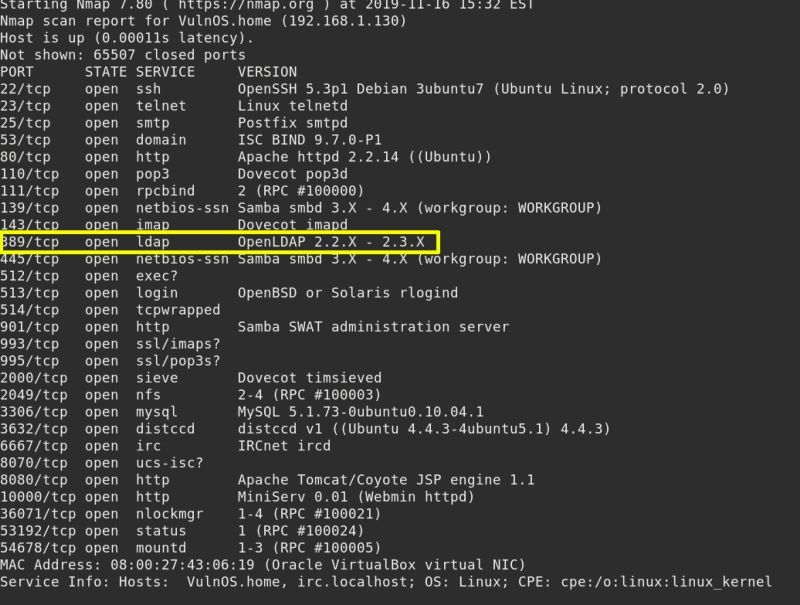 Starting Nmap 7.80 ( https://nmap.org ) at 2019-11-16 15:32 EST
Nmap scan report for VulnOS.home (192.168.1.130)
Host is up (0.00011s latency).
Not shown: 65507 closed ports
PORT      STATE SERVICE     VERSION
22/tcp    open  ssh         OpenSSH 5.3p1 Debian 3ubuntu7 (Ubuntu Linux; protocol 2.0)
23/tcp    open  telnet      Linux telnetd
25/tcp    open  smtp        Postfix smtpd
53/tcp    open  domain      ISC BIND 9.7.0-P1
80/tcp    open  http        Apache httpd 2.2.14 ((Ubuntu))
110/tcp   open  pop3        Dovecot pop3d
111/tcp   open  rpcbind     2 (RPC #100000)
139/tcp   open  netbios-ssn Samba smbd 3.X - 4.X (workgroup: WORKGROUP)
143/tcp   open  imap        Dovecot imapd
389/tcp   open  ldap        OpenLDAP 2.2.X - 2.3.X
445/tcp   open  netbios-ssn Samba smbd 3.X - 4.X (workgroup: WORKGROUP)
512/tcp   open  exec?
513/tcp   open  login       OpenBSD or Solaris rlogind
514/tcp   open  tcpwrapped
901/tcp   open  http        Samba SWAT administration server
993/tcp   open  ssl/imaps?
995/tcp   open  ssl/pop3s?
2000/tcp  open  sieve       Dovecot timsieved
2049/tcp  open  nfs         2-4 (RPC #100003)
3306/tcp  open  mysql       MySQL 5.1.73-0ubuntu0.10.04.1
3632/tcp  open  distccd     distccd v1 ((Ubuntu 4.4.3-4ubuntu5.1) 4.4.3)
6667/tcp  open  irc         IRCnet ircd
8070/tcp  open  ucs-isc?
8080/tcp  open  http        Apache Tomcat/Coyote JSP engine 1.1
10000/tcp open  http        MiniServ 0.01 (Webmin httpd)
36071/tcp open  nlockmgr    1-4 (RPC #100021)
53192/tcp open  status      1 (RPC #100024)
54678/tcp open  mountd      1-3 (RPC #100005)
MAC Address: 08:00:27:43:06:19 (Oracle VirtualBox virtual NIC)
Service Info: Hosts:  VulnOS.home, irc.localhost; OS: Linux; CPE: cpe:/o:linux:linux_kernel